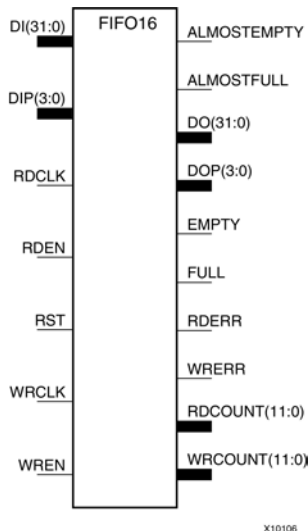 FIFO16
DI(31:0)
DIP(3:0)
RDCLK
RDEN
RST
WRCLK
WREN
ALMOSTEMPTY
ALMOSTFULL
DO(31:0)
DOP(3:0)
EMPTY
FULL
RDERR
WRERR
RDCOUNT(11:0)
WRCOUNT(11:0)
X10106